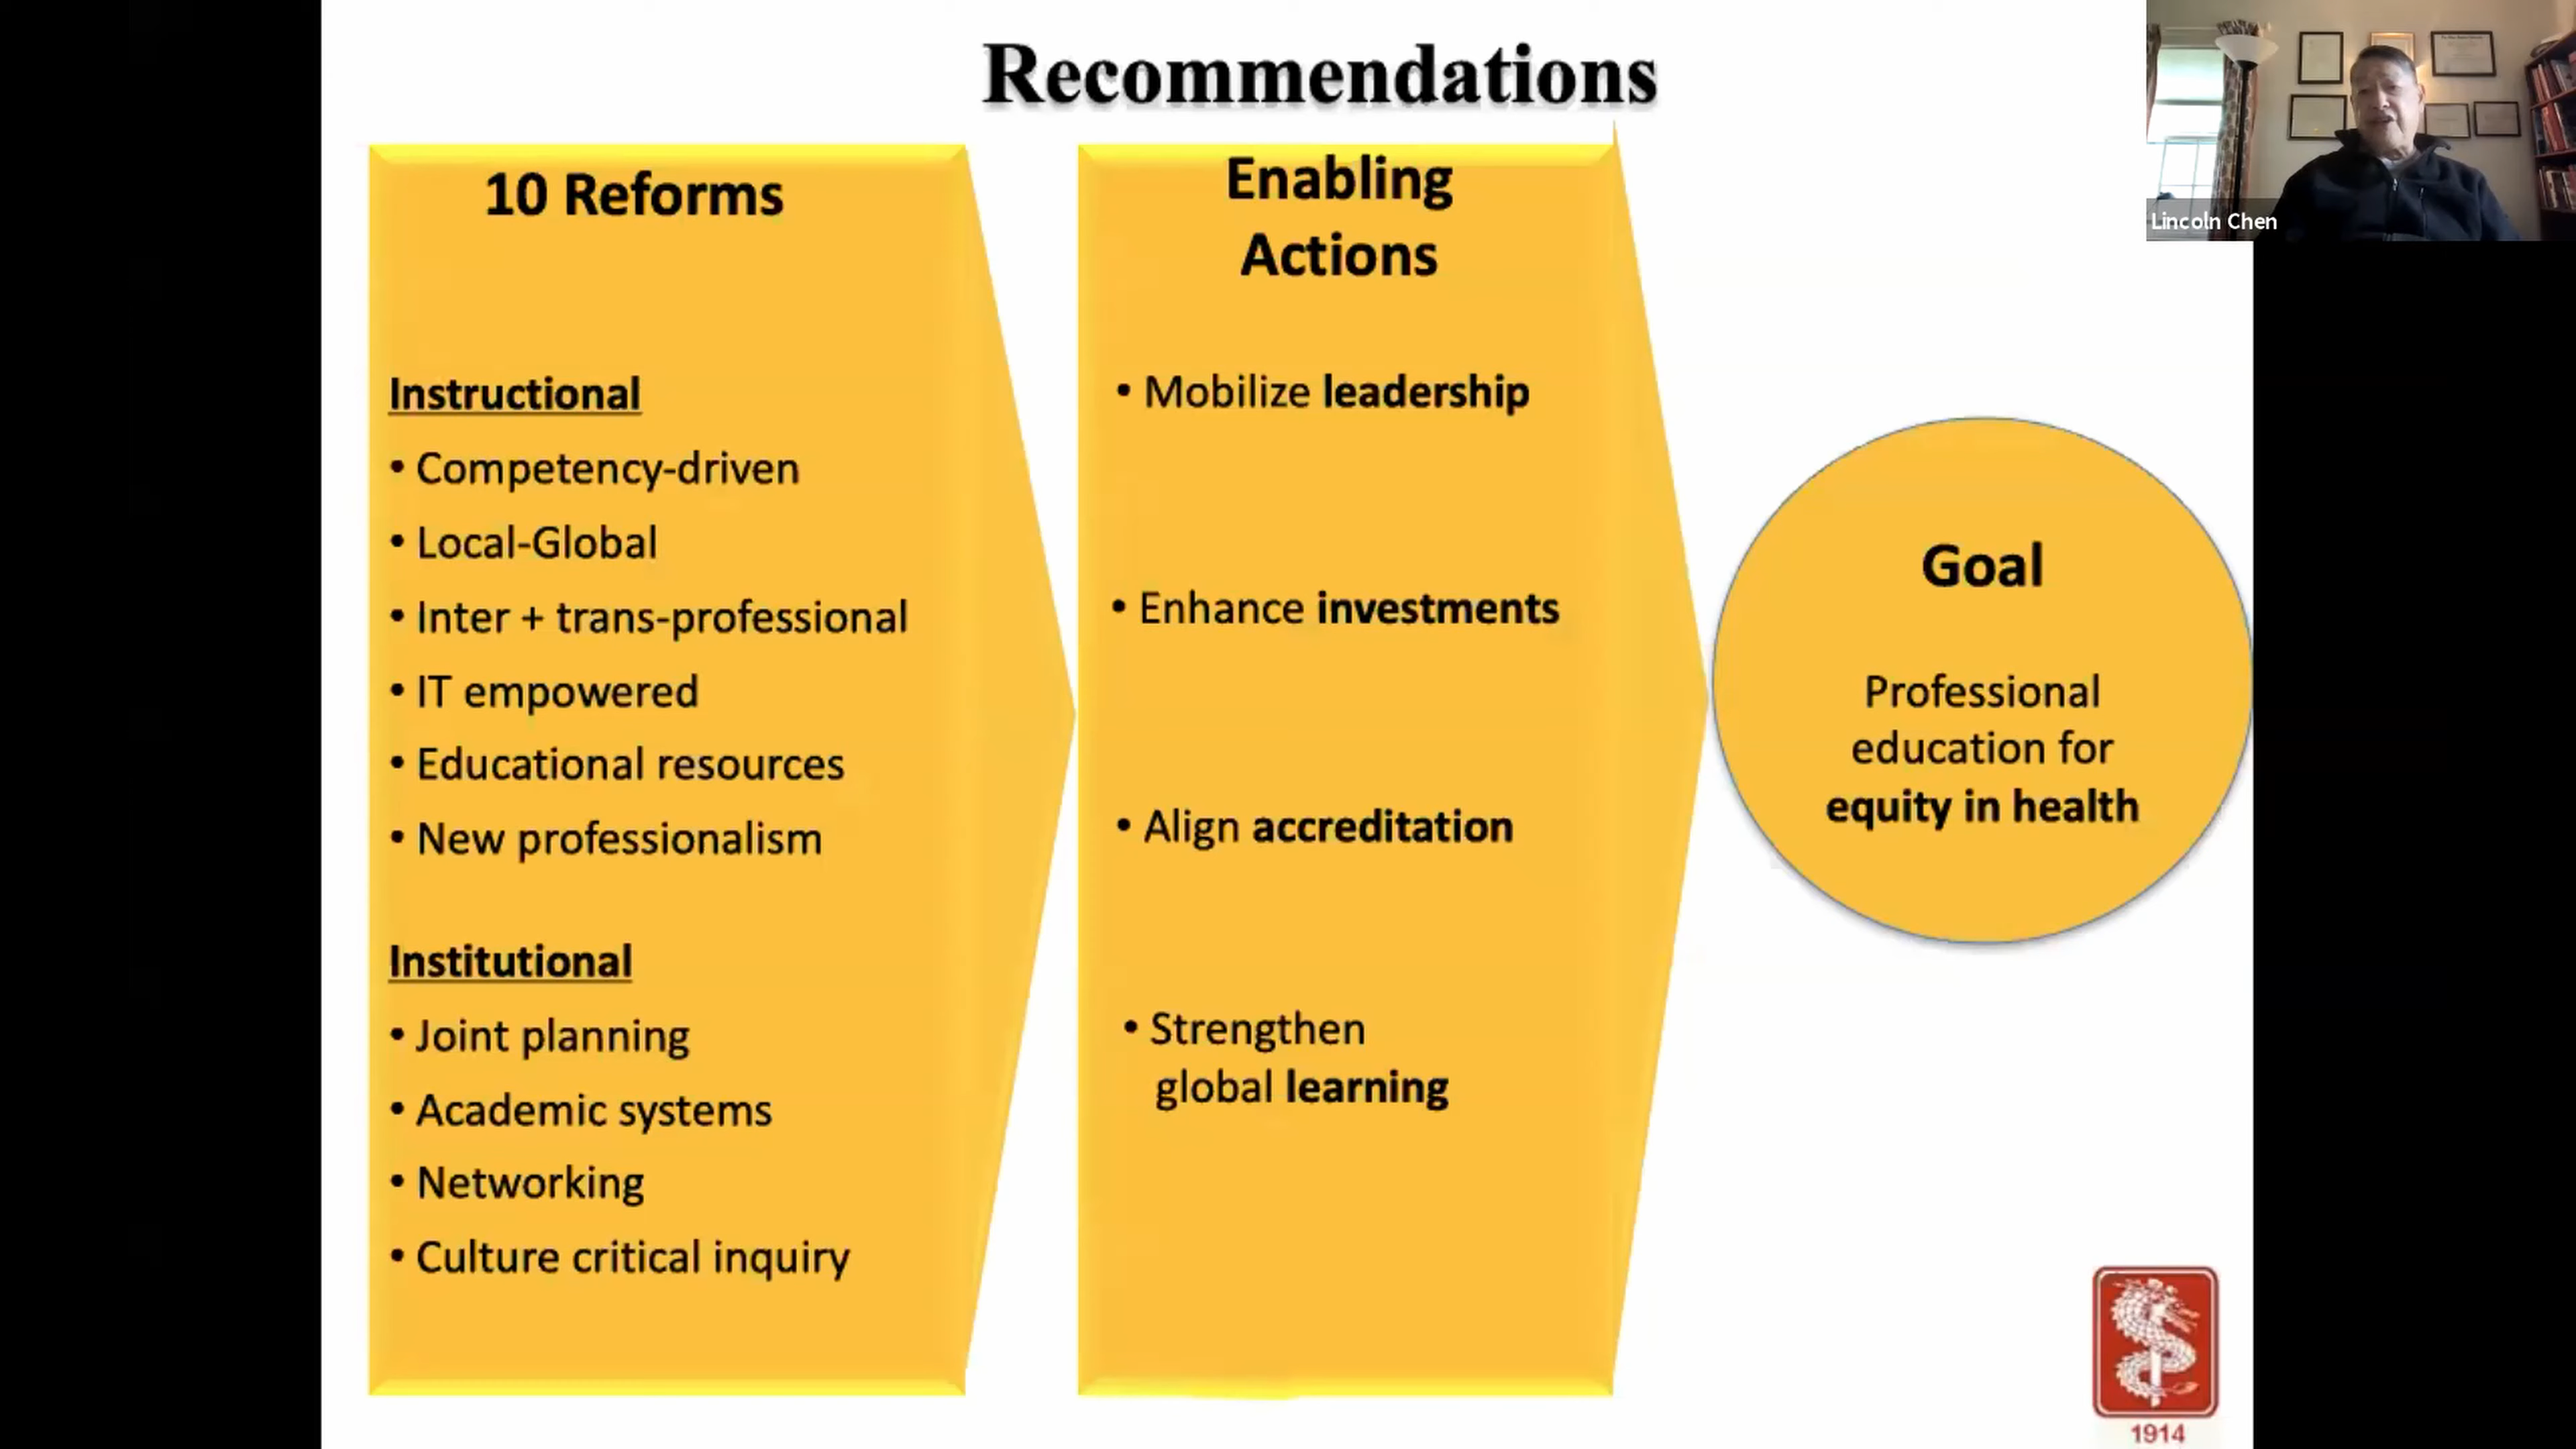 Recommendations
10 Reforms
Instructional
• Competency-driven
• Local-Global
• Inter + trans-professional
• IT empowered
• Educational resources
• New professionalism
Institutional
• Joint planning
• Academic systems
• Networking
• Culture critical inquiry
Enabling
Actions
• Mobilize leadership
• Enhance investments
• Align accreditation
• Strengthen
global learning
Goal
Professional
education for
equity in health
Lincoln Chen
1914